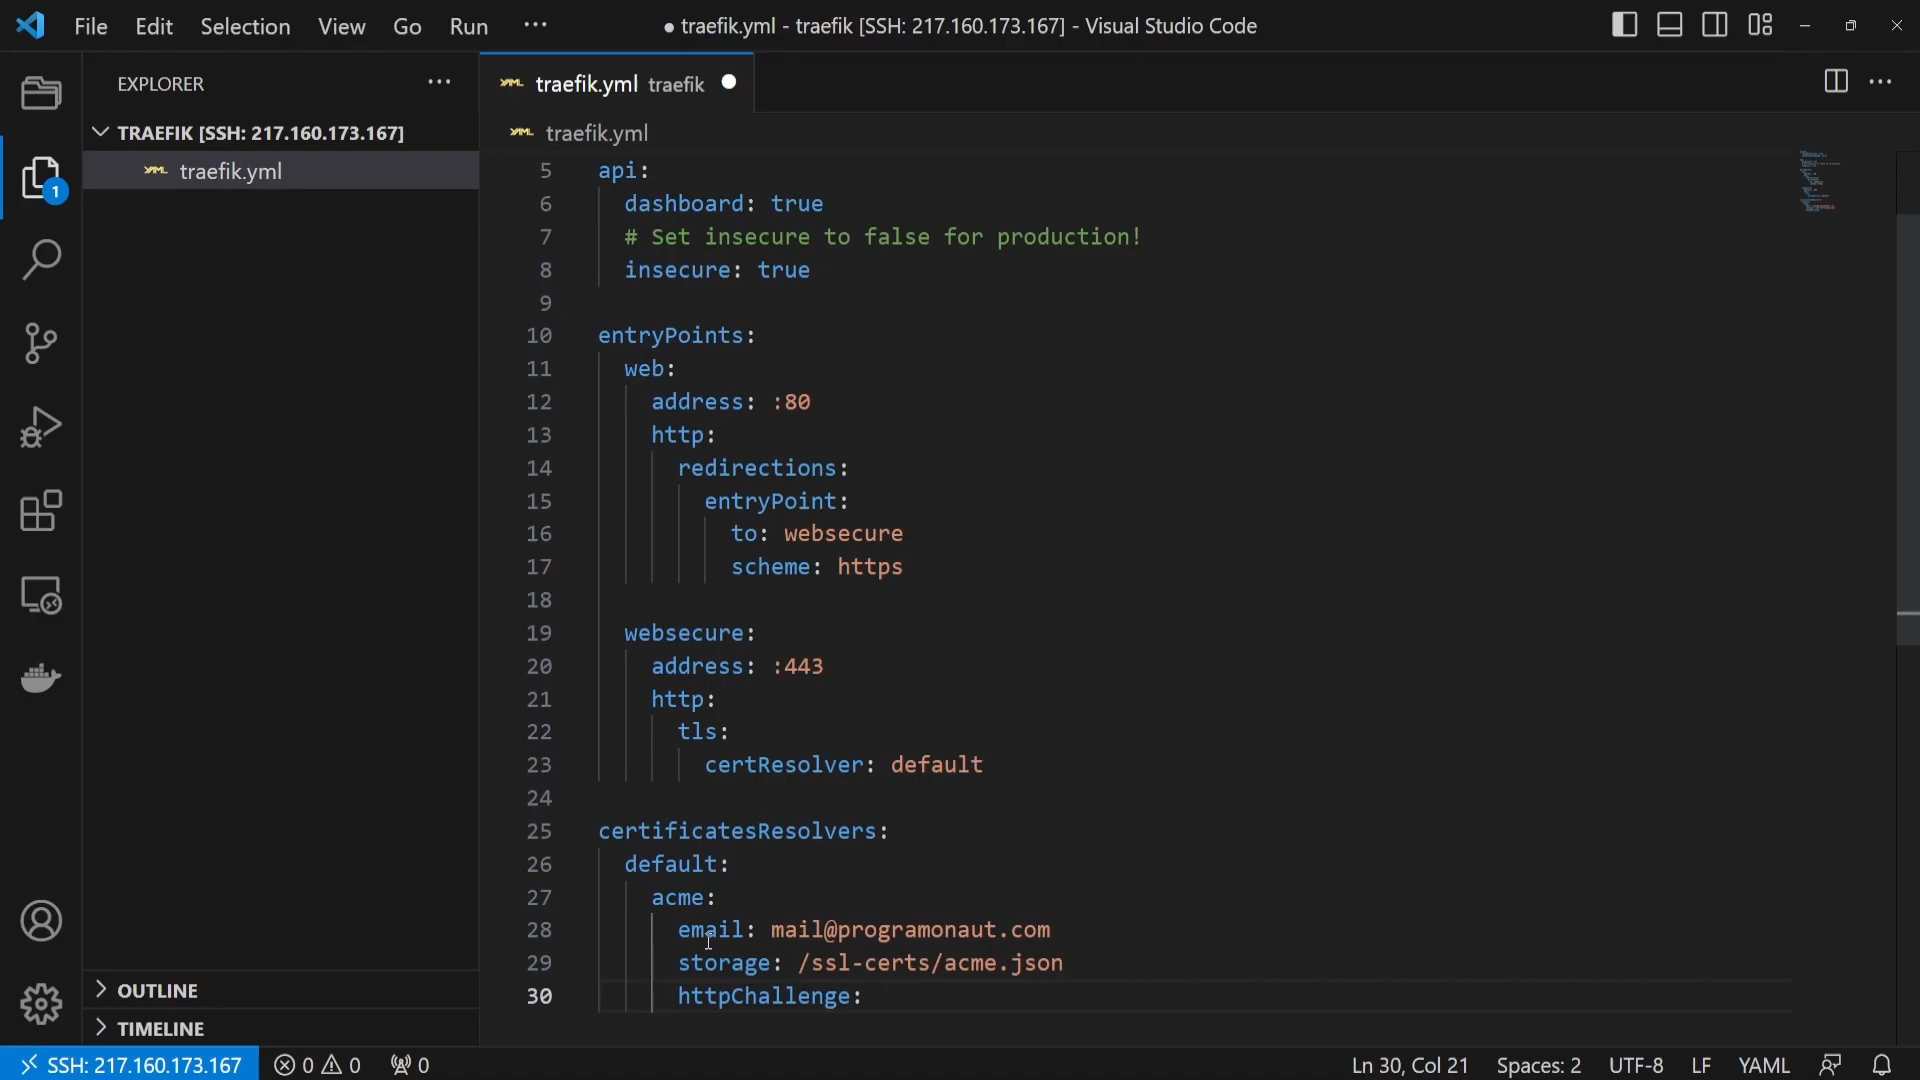 File Edit Selection View Go Run ···
● traefik.yml - traefik [SSH: 217.160.173.167] - Visual Studio Code
EXPLORER
TRAEFIK [SSH: 217.160.173.167]
traefik.yml
1
traefik.yml traefik
traefik.yml
5 api:
6 dashboard: true
7 # Set insecure to false for production!
8 insecure: true
9
10 entryPoints:
11 web:
12 address: :80
13 http:
14 redirections:
15 entryPoint:
16 to: websecure
17 scheme: https
18
19 websecure:
20 address: :443
21 http:
22 tls:
23 certResolver: default
24
25 certificatesResolvers:
26 default:
27 acme:
28 email: mail@programonaut.com
29 storage: /ssl-certs/acme.json
30 httpChallenge:
OUTLINE
TIMELINE
SSH: 217.160.173.167 0 0 0 Ln 30, Col 21 Spaces: 2 UTF-8 LF YAML